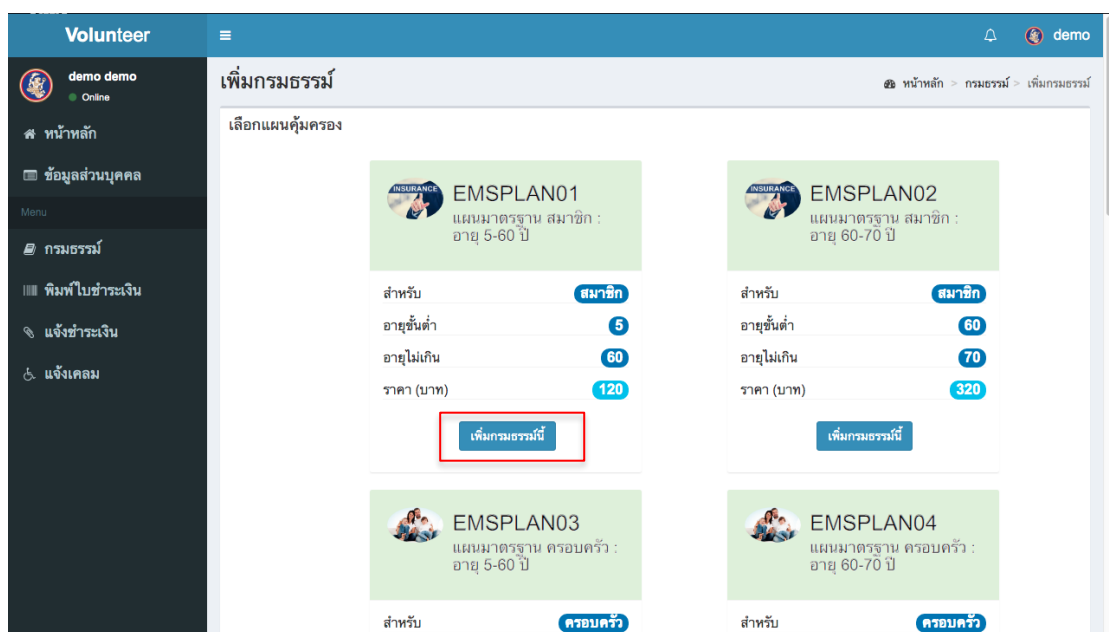 Volunteer
demo
demo demo
Online
หน้าหลัก
ข้อมูลส่วนบุคคล
Menu
กรมธรรม์
พิมพ์ใบชำระเงิน
แจ้งชำระเงิน
แจ้งเคลม
เพิ่มกรมธรรม์
หน้าหลัก > กรมธรรม์ > เพิ่มกรมธรรม์
เลือกแผนคุ้มครอง
INSURANCE
EMSPLAN01
แผนมาตรฐาน สมาชิก :
อายุ 5-60 ปี
สำหรับ สมาชิก
อายุขั้นต่ำ 5
อายุไม่เกิน 60
ราคา (บาท) 120
เพิ่มกรมธรรม์นี้
INSURANCE
EMSPLAN02
แผนมาตรฐาน สมาชิก :
อายุ 60-70 ปี
สำหรับ สมาชิก
อายุขั้นต่ำ 60
อายุไม่เกิน 70
ราคา (บาท) 320
เพิ่มกรมธรรม์นี้
EMSPLAN03
แผนมาตรฐาน ครอบครัว :
อายุ 5-60 ปี
สำหรับ ครอบครัว
EMSPLAN04
แผนมาตรฐาน ครอบครัว :
อายุ 60-70 ปี
สำหรับ ครอบครัว